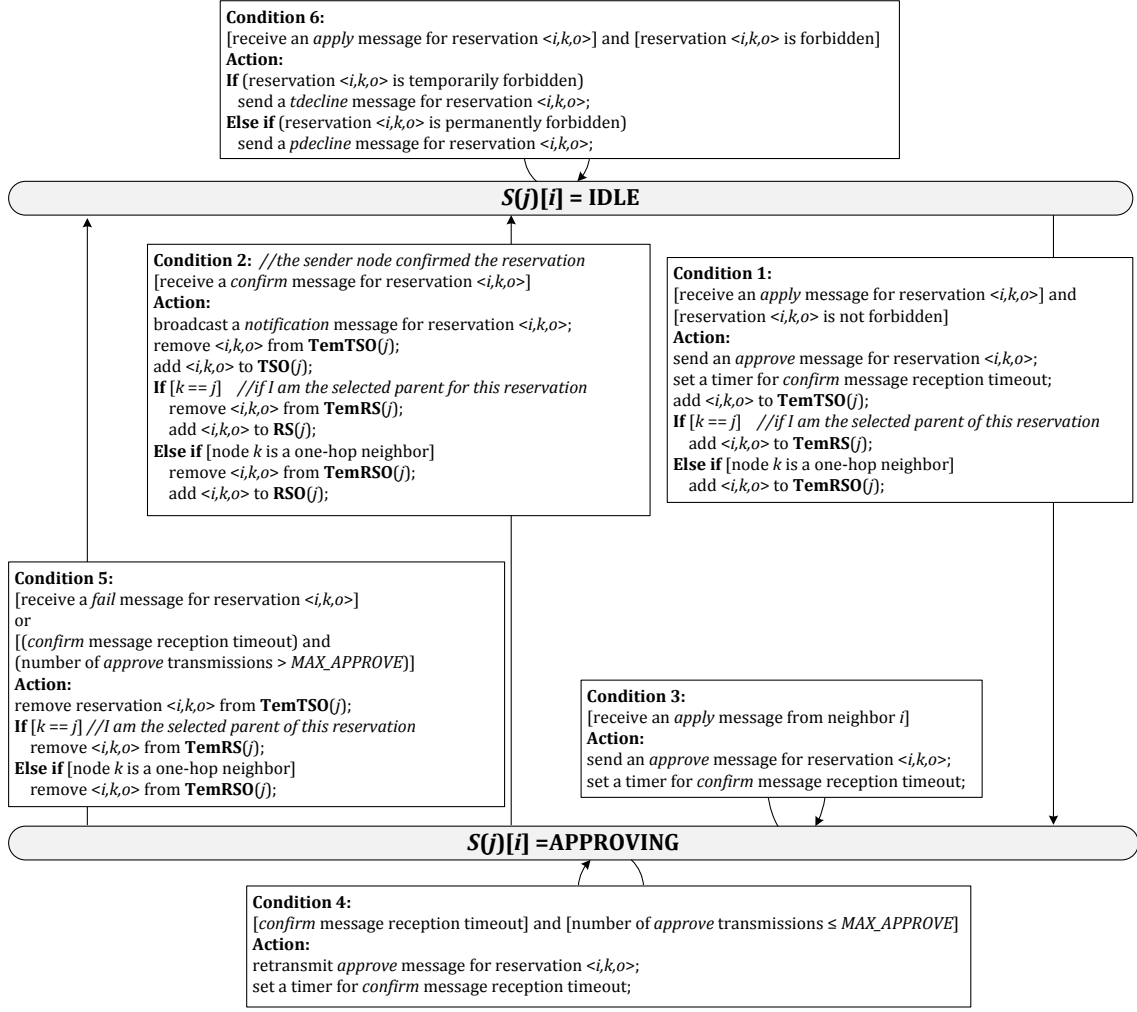 Condition 6:
[receive an apply message for reservation <i,k,o>] and [reservation <i,k,o> is forbidden]
Action:
If (reservation <i,k,o> is temporarily forbidden)
send a tdecline message for reservation <i,k,o>;
Else if (reservation <i,k,o> is permanently forbidden)
send a pdecline message for reservation <i,k,o>;
S(j)[i] = IDLE
Condition 2: //the sender node confirmed the reservation
[receive a confirm message for reservation <i,k,o>]
Action:
broadcast a notification message for reservation <i,k,o>;
remove <i,k,o> from TemTSO(j);
add <i,k,o> to TSO(j);
If [k == j] //if I am the selected parent for this reservation
remove <i,k,o> from TemRS(j);
add <i,k,o> to RS(j);
Else if [node k is a one-hop neighbor]
remove <i,k,o> from TemRSO(j);
add <i,k,o> to RSO(j);
Condition 1:
[receive an apply message for reservation <i,k,o>] and
[reservation <i,k,o> is not forbidden]
Action:
send an approve message for reservation <i,k,o>;
set a timer for confirm message reception timeout;
add <i,k,o> to TemTSO(j);
If [k == j] //if I am the selected parent of this reservation
add <i,k,o> to TemRS(j);
Else if [node k is a one-hop neighbor]
add <i,k,o> to TemRSO(j);
Condition 5:
[receive a fail message for reservation <i,k,o>]
or
[(confirm message reception timeout) and
(number of approve transmissions > MAX_APPROVE)]
Action:
remove reservation <i,k,o> from TemTSO(j);
If [k == j] //I am the selected parent of this reservation
remove <i,k,o> from TemRS(j);
Else if [node k is a one-hop neighbor]
remove <i,k,o> from TemRSO(j);
Condition 3:
[receive an apply message from neighbor i]
Action:
send an approve message for reservation <i,k,o>;
set a timer for confirm message reception timeout;
S(j)[i] =APPROVING
Condition 4:
[confirm message reception timeout] and [number of approve transmissions ≤ MAX_APPROVE]
Action:
retransmit approve message for reservation <i,k,o>;
set a timer for confirm message reception timeout;